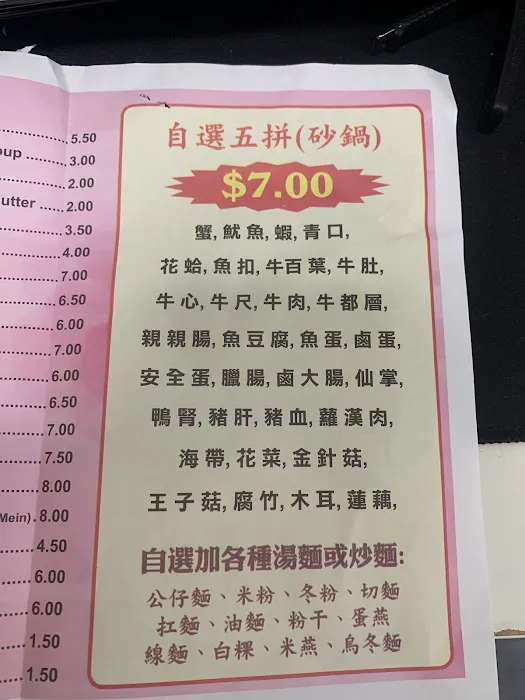 5.50
oup 3.00
2.00
utter 2.00
3.50
4.00
7.00
6.50
6.00
7.00
6.00
6.50
7.00
7.50
8.00
Mein). 8.00
4.50
6.00
6.00
1.50
1.50
自選五拼(砂鍋)
$7.00
蟹, 魷魚, 蝦, 青口,
花蛤, 魚扣, 牛百葉, 牛肚,
牛心, 牛尺, 牛肉, 牛都層,
親親腸, 魚豆腐, 魚蛋, 鹵蛋,
安全蛋, 臘腸, 鹵大腸, 仙掌,
鴨腎, 豬肝, 豬血, 蘿漢肉,
海帶, 花菜, 金針菇,
王子菇, 腐竹, 木耳, 蓮藕,
自選加各種湯麵或炒麵:
公仔麵、米粉、冬粉、切麵
扛麵、油麵、粉干、蛋燕
線麵、白粿、米燕、烏冬麵